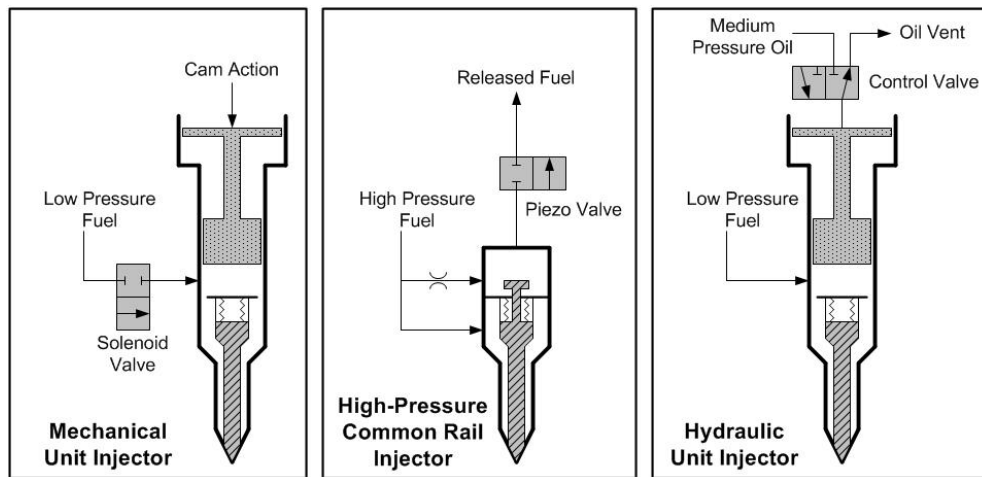 Cam Action
Low Pressure
Fuel
Solenoid
Valve
Mechanical
Unit Injector
Released Fuel
High Pressure
Fuel
Piezo Valve
High-Pressure
Common Rail
Injector
Medium
Pressure Oil
Oil Vent
Control Valve
Low Pressure
Fuel
Hydraulic
Unit Injector